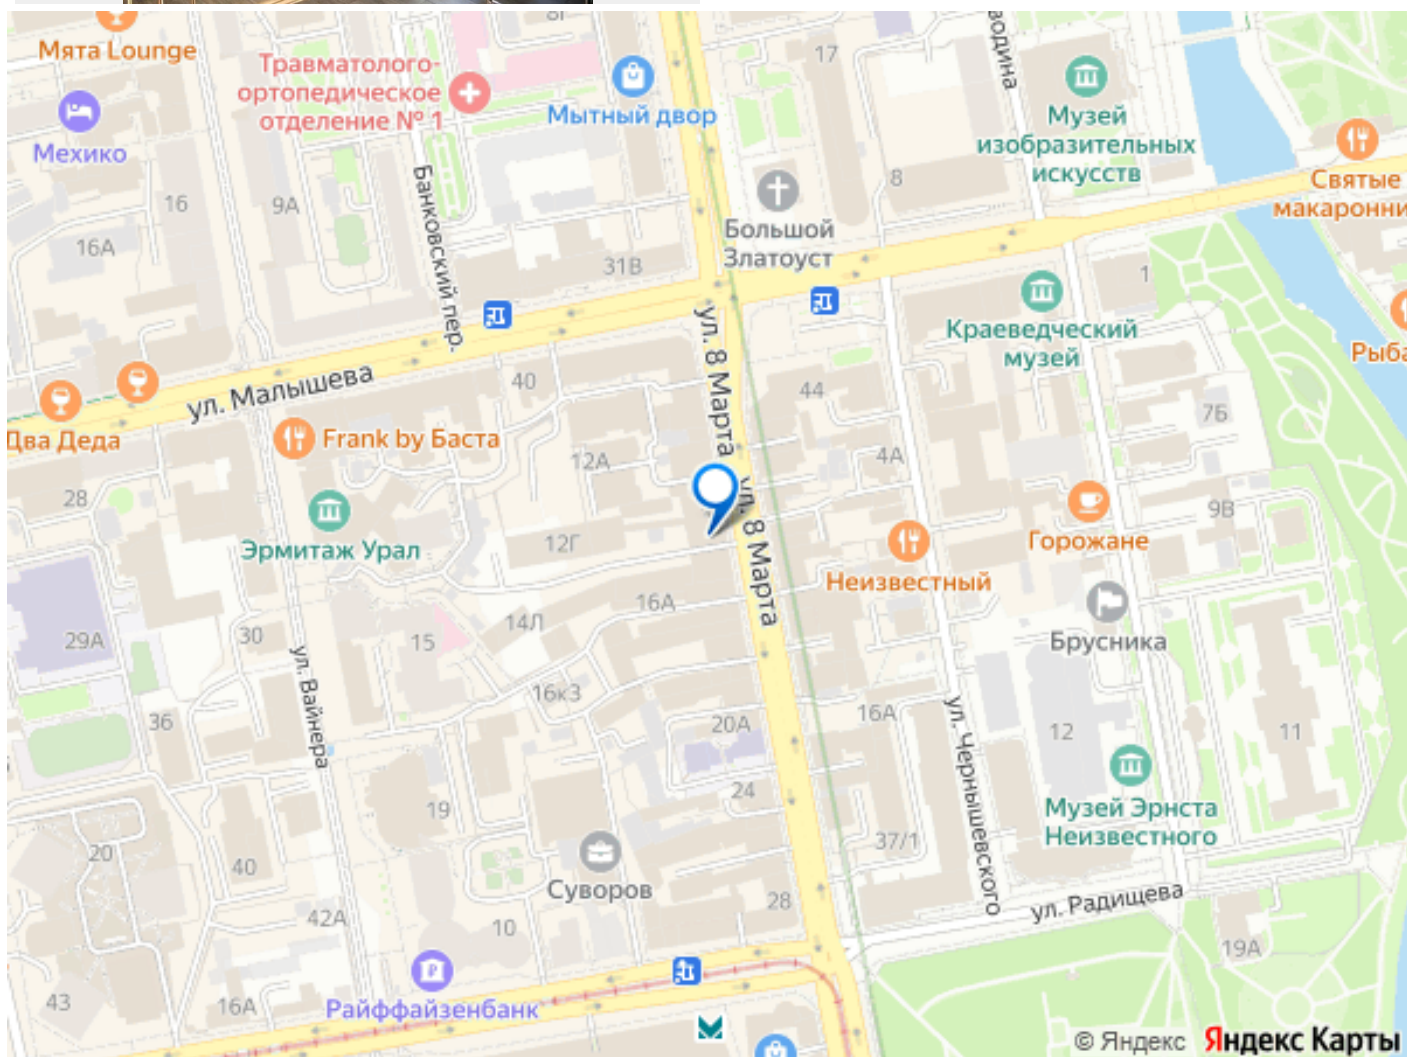 8Г
17
Мята Lounge
Травматолого-
ортопедическое
отделение № 1
Мытный двор
Музей
изобразительных
искусств
Мехико
Святые
16
9А
Банковский пер.
8
16А
Большой
Златоуст
31В
1
ул. 8 Марта
Краеведческий
музей
ул. Малышева
40
44
7Б
Два Деда
Frank by Баста
12А
4А
28
ул. 8 Марта
9В
Эрмитаж Урал
12Г
Горожане
Неизвестный
16А
29А
30
15
14Л
Брусника
ул. Вайнера
16к3
36
20А
16А
ул. Чернышевского
12
11
24
19
Музей Эрнста
Неизвестного
20
40
37/1
Суворов
ул. Радищева
42А
10
28
19А
43
16А
Райффайзенбанк
© Яндекс Яндекс Карты